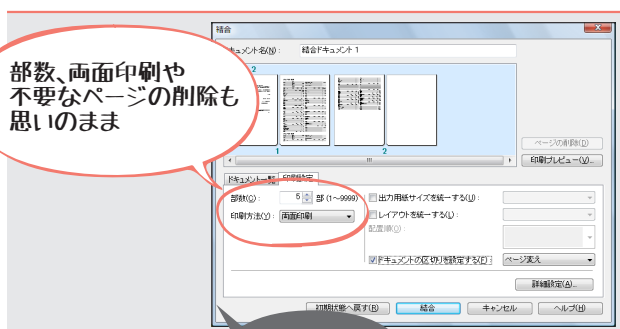 結合
部数、両面印刷や
不要なページの削除も
思いのまま
キュメント名(N): 結合ドキュメント 1
2
1 2
ページの削除(D)
印刷プレビュー(V)...
ドキュメント一覧 印刷設定
部数(O): 5 部 (1~9999) 出力用紙サイズを統一する(U):
印刷方法(Y): 両面印刷 レイアウトを統一する(L):
配置順(O):
ドキュメントの区切りを設定する(E): ページ変え
詳細設定(A)...
初期状態へ戻す(R) 結合 キャンセル ヘルプ(H)